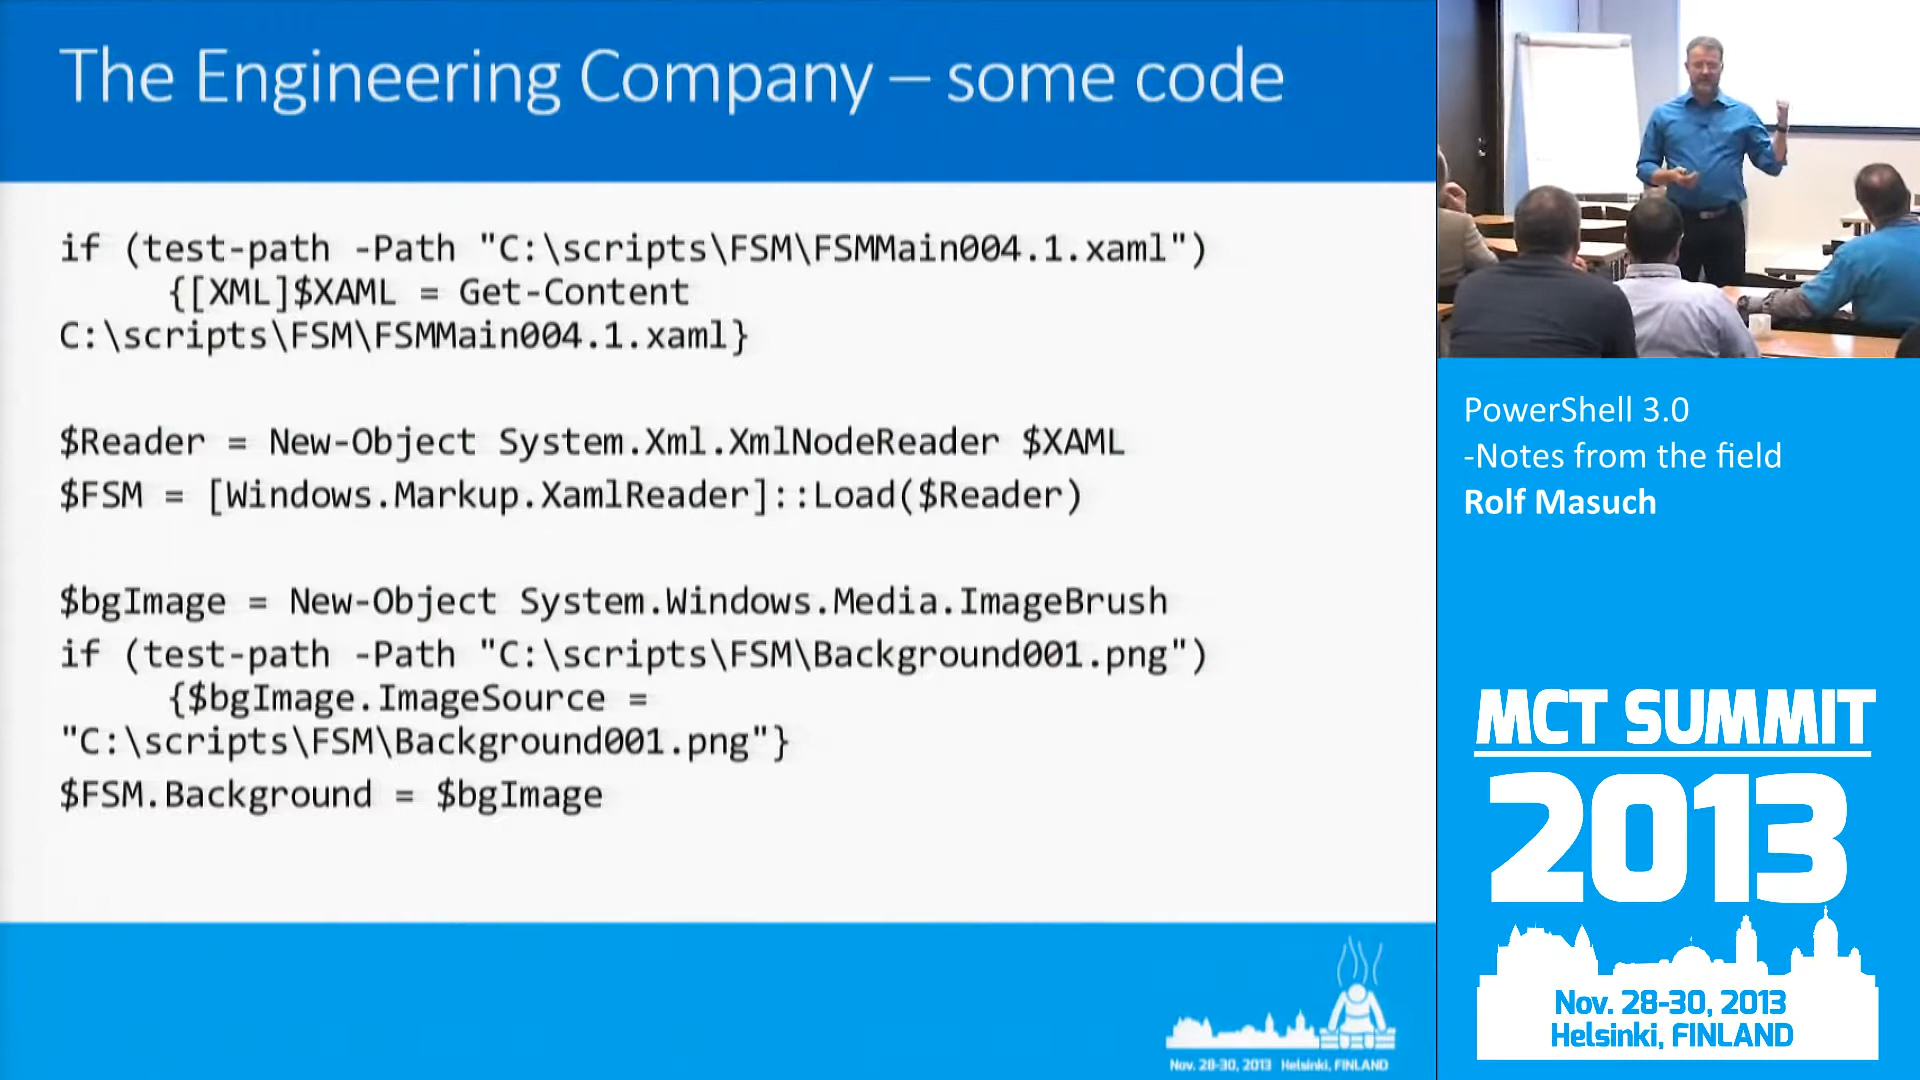 The Engineering Company – some code
if (test-path -Path "C:\scripts\FSM\FSMMain004.1.xaml")
{[XML]$XAML = Get-Content
C:\scripts\FSM\FSMMain004.1.xaml}
$Reader = New-Object System.Xml.XmlNodeReader $XAML
$FSM = [Windows.Markup.XamlReader]::Load($Reader)
$bgImage = New-Object System.Windows.Media.ImageBrush
if (test-path -Path "C:\scripts\FSM\Background001.png")
{$bgImage.ImageSource =
"C:\scripts\FSM\Background001.png"}
$FSM.Background = $bgImage
Nov. 28-30, 2013 Helsinki, FINLAND
PowerShell 3.0
-Notes from the field
Rolf Masuch
MCT SUMMIT
2013
Nov. 28-30, 2013
Helsinki, FINLAND